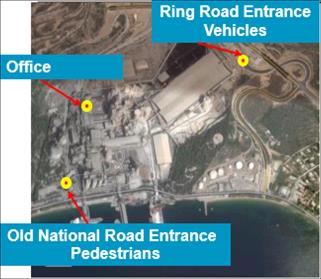 Ring Road Entrance
Vehicles
Office
Old National Road Entrance
Pedestrians